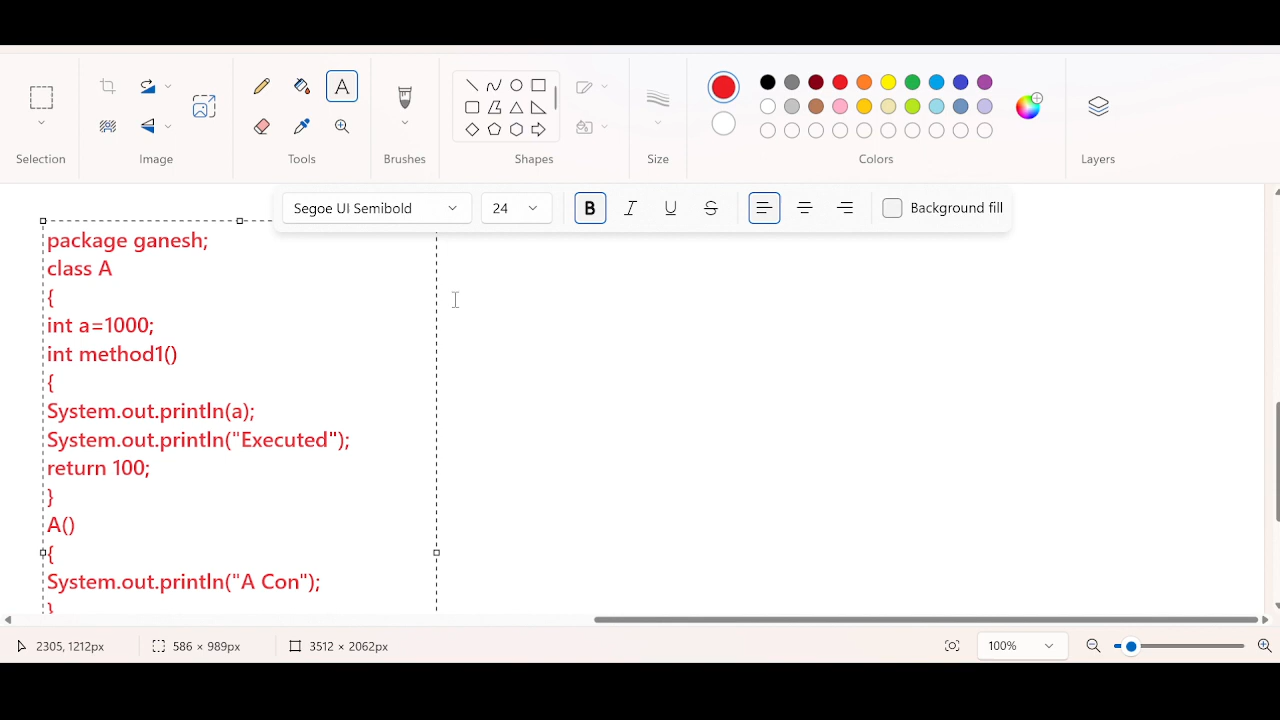 Selection
Image
Tools
Brushes
Shapes
Size
Colors
Layers
Segoe UI Semibold
24
B
I
U
S
Background fill
package ganesh;
class A
{
int a=1000;
int method1()
{
System.out.println(a);
System.out.println("Executed");
return 100;
}
A()
{
System.out.println("A Con");
}
2305, 1212px
586 × 989px
3512 × 2062px
100%